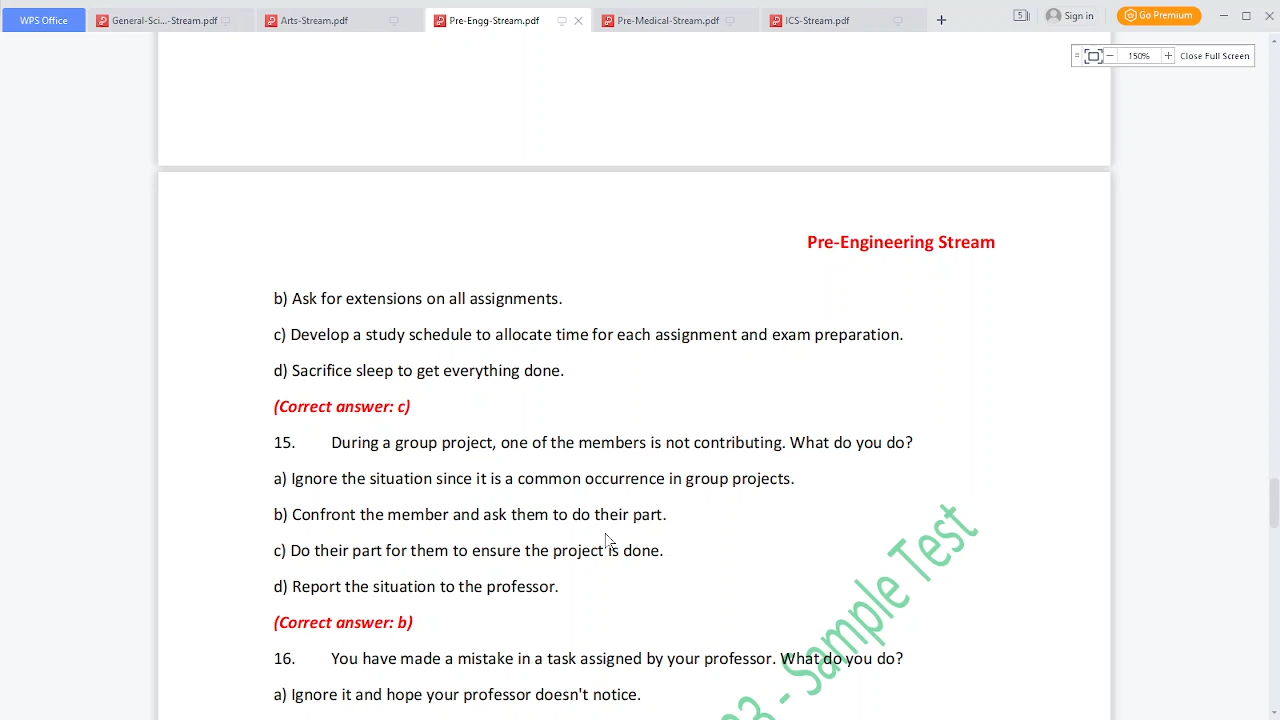 WPS Office
General-Sci...-Stream.pdf
Arts-Stream.pdf
Pre-Engg-Stream.pdf
Pre-Medical-Stream.pdf
ICS-Stream.pdf
5
Sign in
Go Premium
150%
Close Full Screen
Pre-Engineering Stream
b) Ask for extensions on all assignments.
c) Develop a study schedule to allocate time for each assignment and exam preparation.
d) Sacrifice sleep to get everything done.
(Correct answer: c)
15. During a group project, one of the members is not contributing. What do you do?
a) Ignore the situation since it is a common occurrence in group projects.
b) Confront the member and ask them to do their part.
c) Do their part for them to ensure the project is done.
d) Report the situation to the professor.
(Correct answer: b)
16. You have made a mistake in a task assigned by your professor. What do you do?
a) Ignore it and hope your professor doesn't notice.
- Sample Test